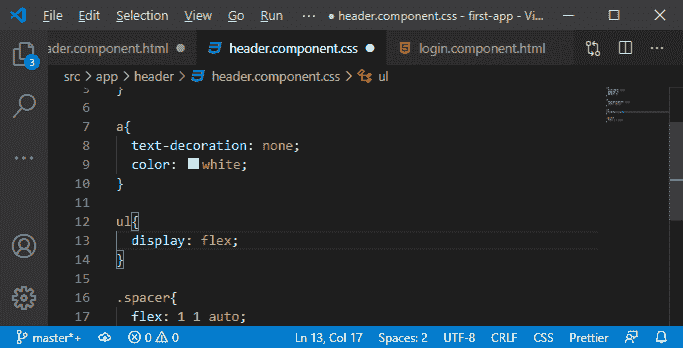 File Edit Selection View Go Run ··· ● header.component.css - first-app - Vi...
ader.component.html header.component.css login.component.html ···
src > app > header > header.component.css > ul
3
5 }
6
7 a{
8 text-decoration: none;
9 color: white;
10 }
11
12 ul{
13 display: flex;
14 }
15
16 .spacer{
17 flex: 1 1 auto;
master*+ 0 0 Ln 13, Col 17 Spaces: 2 UTF-8 CRLF CSS Prettier